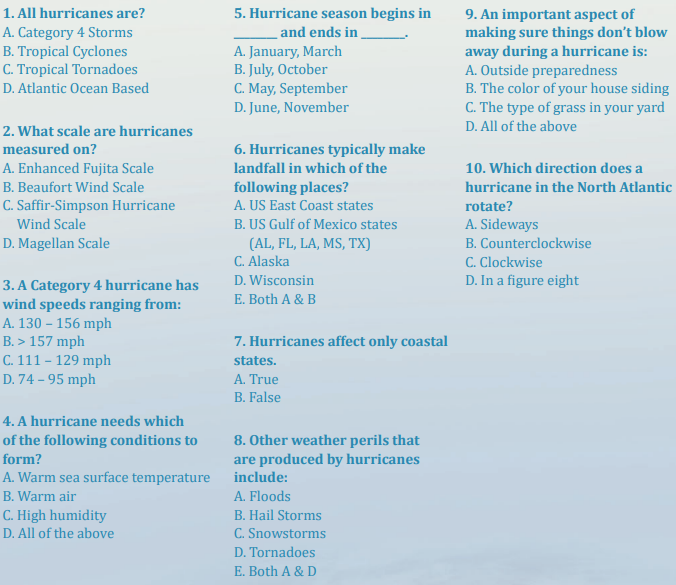 1. All hurricanes are?
A. Category 4 Storms
B. Tropical Cyclones
C. Tropical Tornadoes
D. Atlantic Ocean Based
2. What scale are hurricanes
measured on?
A. Enhanced Fujita Scale
B. Beaufort Wind Scale
C. Saffir-Simpson Hurricane
Wind Scale
D. Magellan Scale
3. A Category 4 hurricane has
wind speeds ranging from:
A. 130 – 156 mph
B. > 157 mph
C. 111 – 129 mph
D. 74 – 95 mph
4. A hurricane needs which
of the following conditions to
form?
A. Warm sea surface temperature
B. Warm air
C. High humidity
D. All of the above
5. Hurricane season begins in
_______ and ends in _______.
A. January, March
B. July, October
C. May, September
D. June, November
6. Hurricanes typically make
landfall in which of the
following places?
A. US East Coast states
B. US Gulf of Mexico states
(AL, FL, LA, MS, TX)
C. Alaska
D. Wisconsin
E. Both A & B
7. Hurricanes affect only coastal
states.
A. True
B. False
8. Other weather perils that
are produced by hurricanes
include:
A. Floods
B. Hail Storms
C. Snowstorms
D. Tornadoes
E. Both A & D
9. An important aspect of
making sure things don’t blow
away during a hurricane is:
A. Outside preparedness
B. The color of your house siding
C. The type of grass in your yard
D. All of the above
10. Which direction does a
hurricane in the North Atlantic
rotate?
A. Sideways
B. Counterclockwise
C. Clockwise
D. In a figure eight